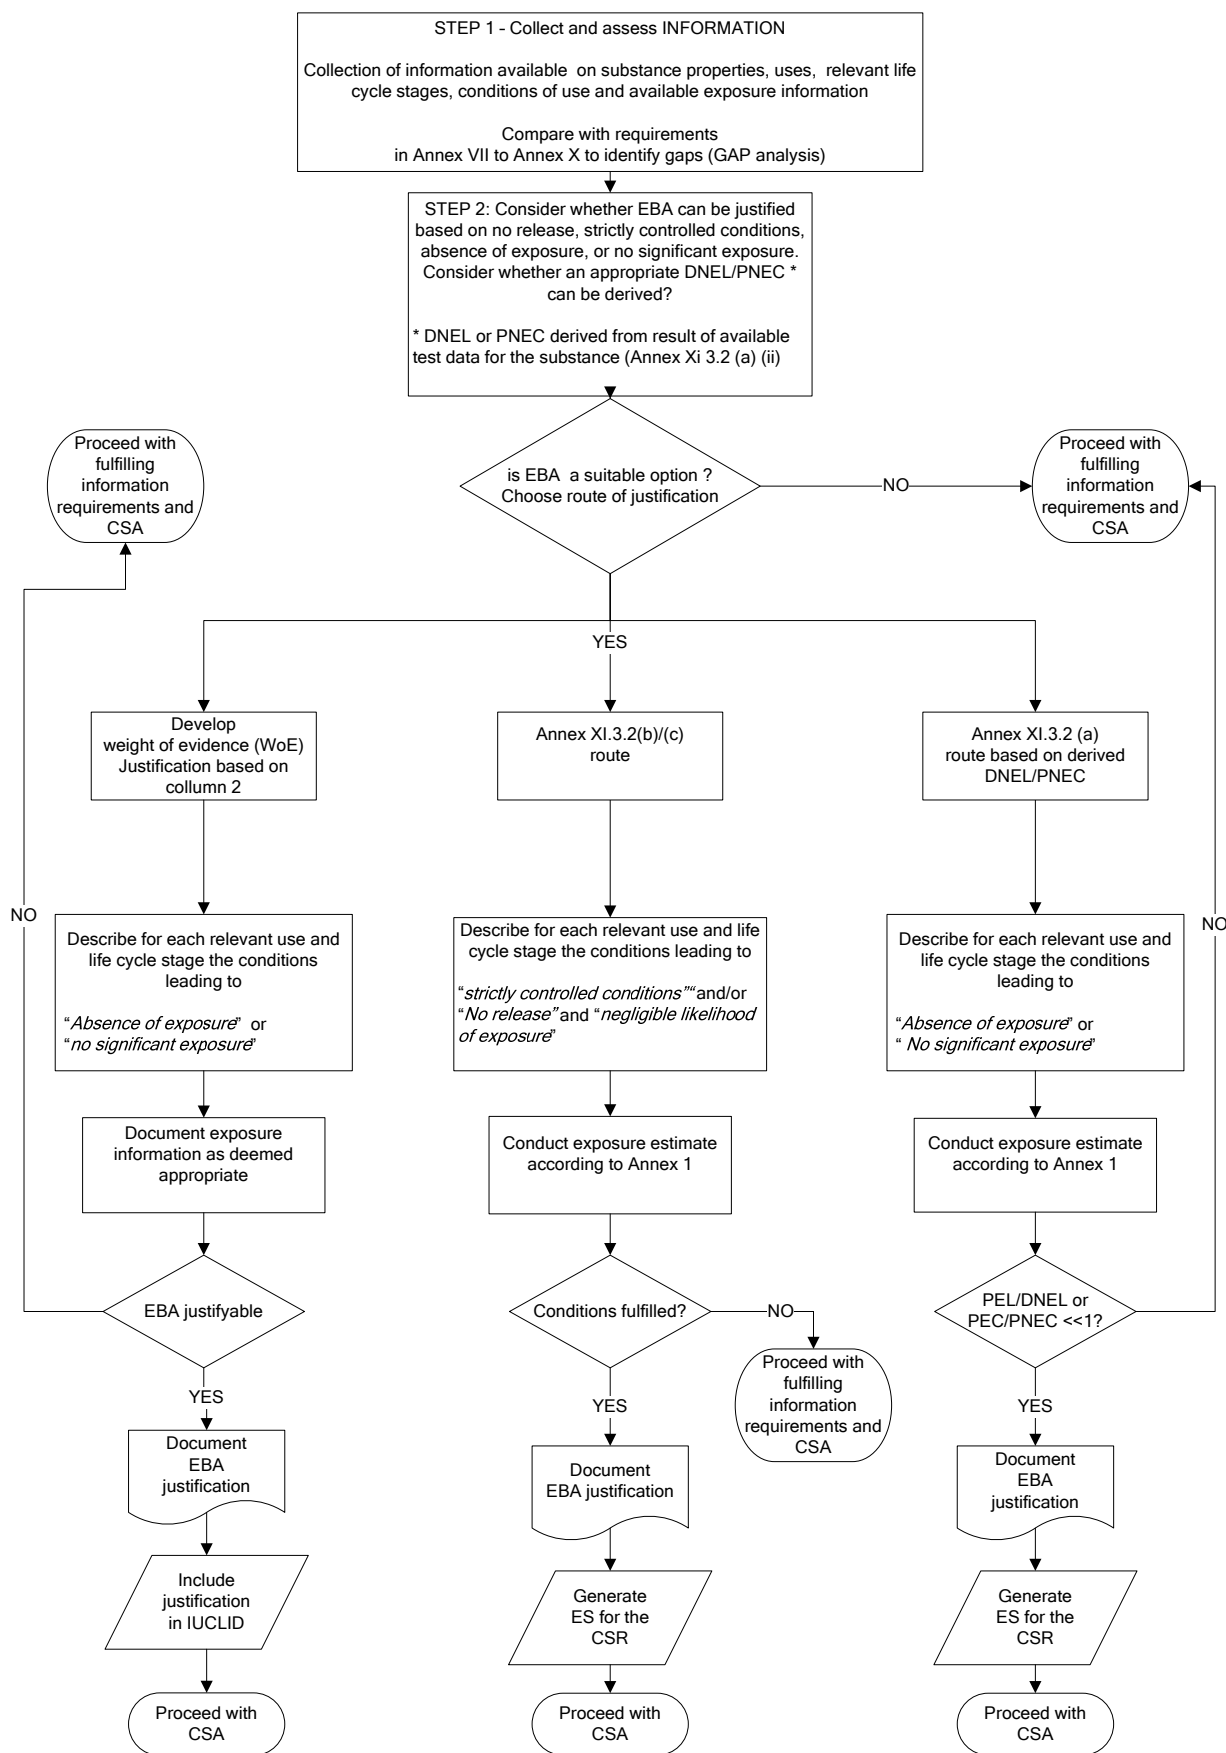 STEP 1 - Collect and assess INFORMATION
Collection of information available on substance properties, uses, relevant life
cycle stages, conditions of use and available exposure information
Compare with requirements
in Annex VII to Annex X to identify gaps (GAP analysis)
STEP 2: Consider whether EBA can be justified
based on no release, strictly controlled conditions,
absence of exposure, or no significant exposure.
Consider whether an appropriate DNEL/PNEC *
can be derived?
* DNEL or PNEC derived from result of available
test data for the substance (Annex Xi 3.2 (a) (ii)
Proceed with
fulfilling
information
requirements and
CSA
is EBA a suitable option ?
Choose route of justification
NO
Proceed with
fulfilling
information
requirements and
CSA
YES
Develop
weight of evidence (WoE)
Justification based on
collumn 2
Annex XI.3.2(b)/(c)
route
Annex XI.3.2 (a)
route based on derived
DNEL/PNEC
NO
NO
Describe for each relevant use and
life cycle stage the conditions
leading to
“Absence of exposure” or
“no significant exposure”
Describe for each relevant use and life
cycle stage the conditions leading to
“strictly controlled conditions”“ and/or
“No release” and “negligible likelihood
of exposure”
Describe for each relevant use and
life cycle stage the conditions
leading to
“Absence of exposure” or
“ No significant exposure”
Document exposure
information as deemed
appropriate
Conduct exposure estimate
according to Annex 1
Conduct exposure estimate
according to Annex 1
EBA justifyable
Conditions fulfilled?
NO
PEL/DNEL or
PEC/PNEC <<1?
Proceed with
fulfilling
information
requirements and
CSA
YES
YES
YES
Document
EBA
justification
Document
EBA justification
Document
EBA
justification
Include
justification
in IUCLID
Generate
ES for the
CSR
Generate
ES for the
CSR
Proceed with
CSA
Proceed with
CSA
Proceed with
CSA